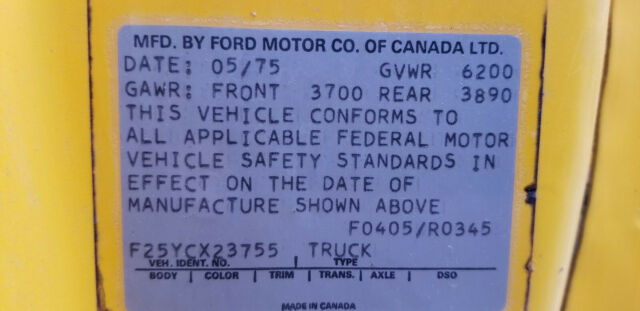 MFD. BY FORD MOTOR CO. OF CANADA LTD.
DATE: 05/75 GVWR 6200
GAWR: FRONT 3700 REAR 3890
THIS VEHICLE CONFORMS TO
ALL APPLICABLE FEDERAL MOTOR
VEHICLE SAFETY STANDARDS IN
EFFECT ON THE DATE OF
MANUFACTURE SHOWN ABOVE
F0405/R0345
F25YCX23755 TRUCK
VEH. IDENT. NO. TYPE
BODY COLOR TRIM TRANS. AXLE DSO
MADE IN CANADA